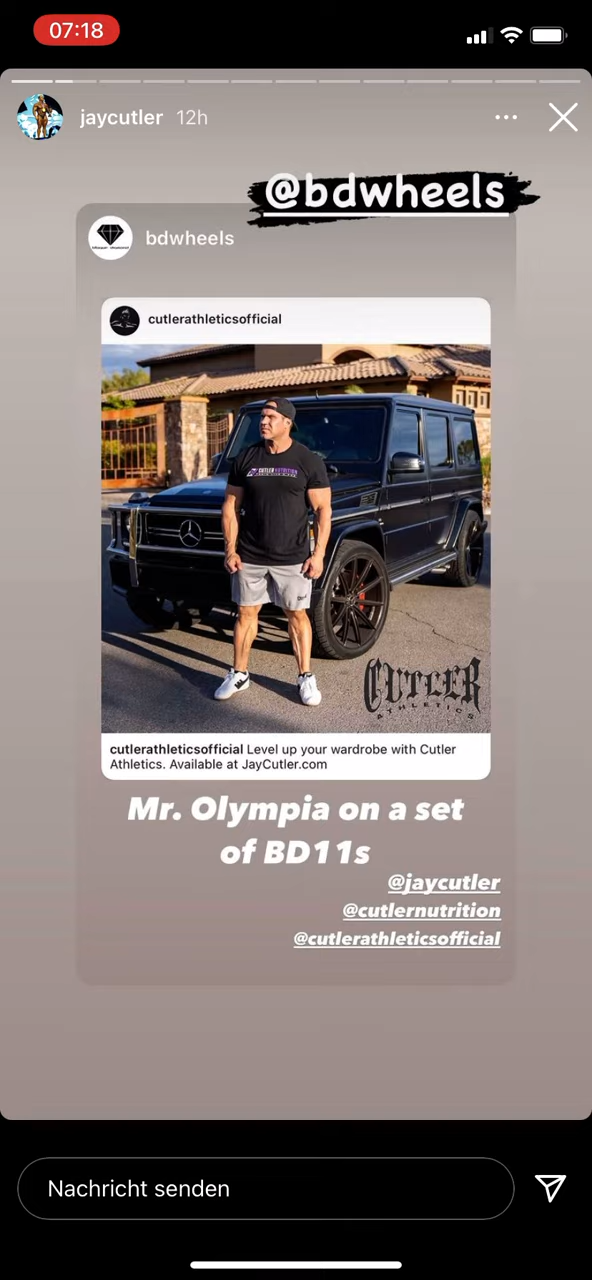 07:18
jaycutler 12h
@bdwheels
bdwheels
cutlerathleticsofficial
CUTLER NUTRITION
CUTLER
ATHLETICS
cutlerathleticsofficial Level up your wardrobe with Cutler
Athletics. Available at JayCutler.com
Mr. Olympia on a set
of BD11s
@jaycutler
@cutlernutrition
@cutlerathleticsofficial
Nachricht senden